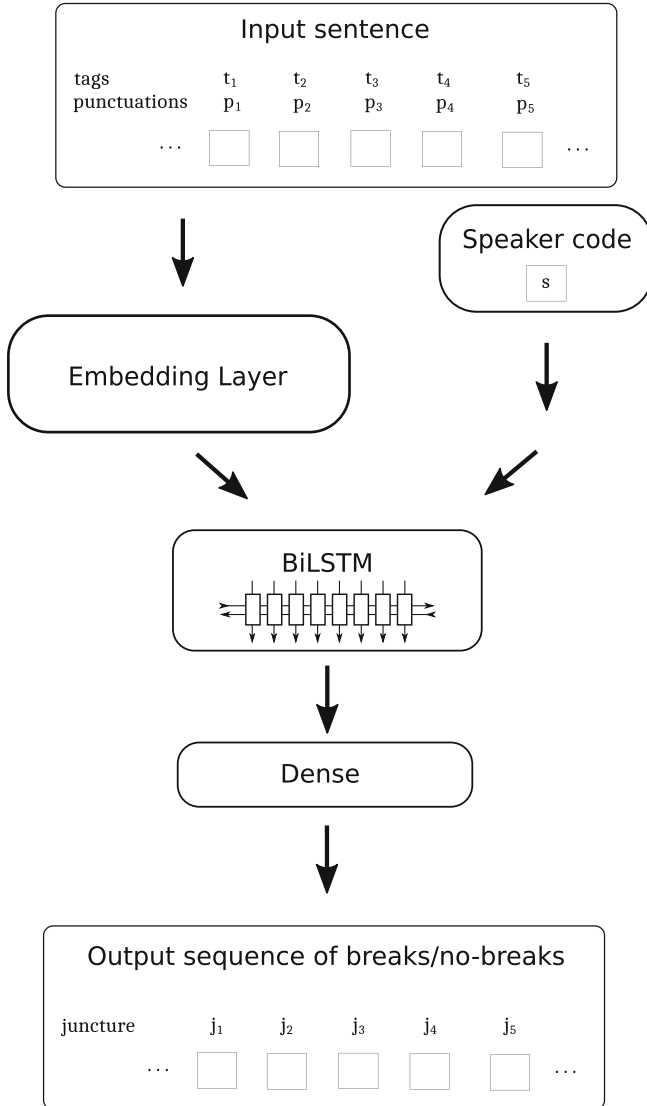 Input sentence
tags t₁ t₂ t₃ t₄ t₅
punctuations p₁ p₂ p₃ p₄ p₅
... ...
Speaker code
s
Embedding Layer
BiLSTM
Dense
Output sequence of breaks/no-breaks
juncture j₁ j₂ j₃ j₄ j₅
... ...